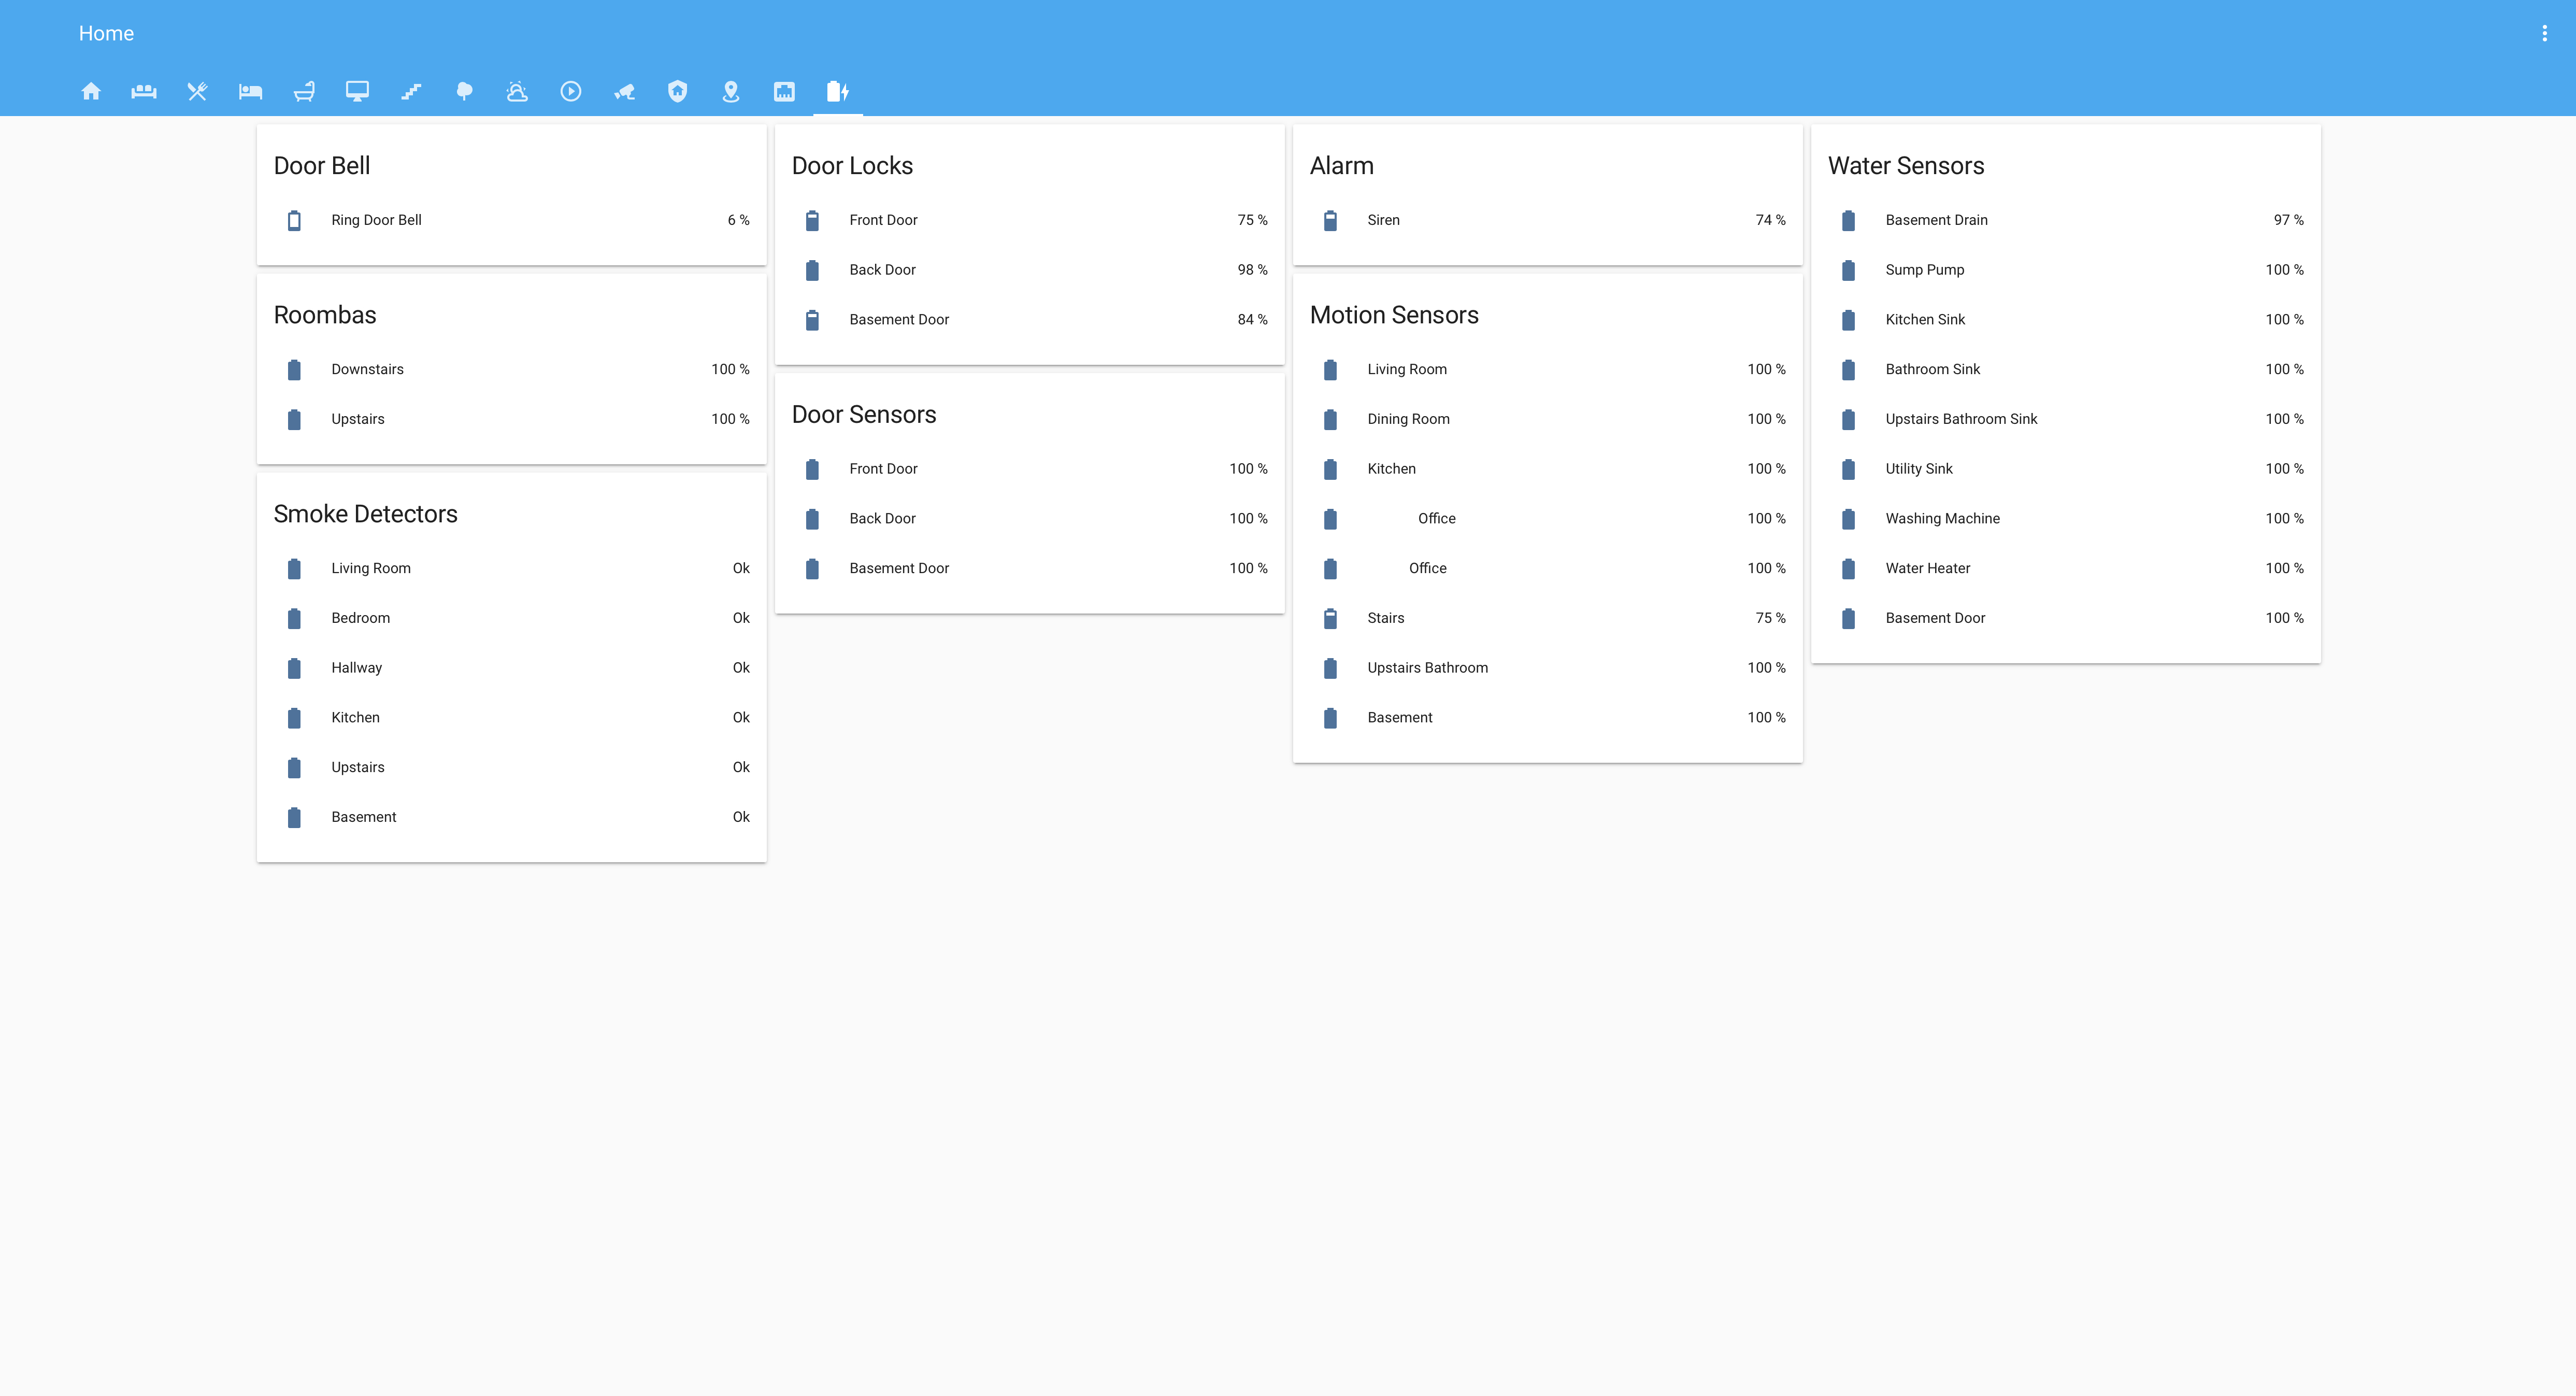 Home
Door Bell
Ring Door Bell 6 %
Roombas
Downstairs 100 %
Upstairs 100 %
Smoke Detectors
Living Room Ok
Bedroom Ok
Hallway Ok
Kitchen Ok
Upstairs Ok
Basement Ok
Door Locks
Front Door 75 %
Back Door 98 %
Basement Door 84 %
Door Sensors
Front Door 100 %
Back Door 100 %
Basement Door 100 %
Alarm
Siren 74 %
Motion Sensors
Living Room 100 %
Dining Room 100 %
Kitchen 100 %
Office 100 %
Office 100 %
Stairs 75 %
Upstairs Bathroom 100 %
Basement 100 %
Water Sensors
Basement Drain 97 %
Sump Pump 100 %
Kitchen Sink 100 %
Bathroom Sink 100 %
Upstairs Bathroom Sink 100 %
Utility Sink 100 %
Washing Machine 100 %
Water Heater 100 %
Basement Door 100 %